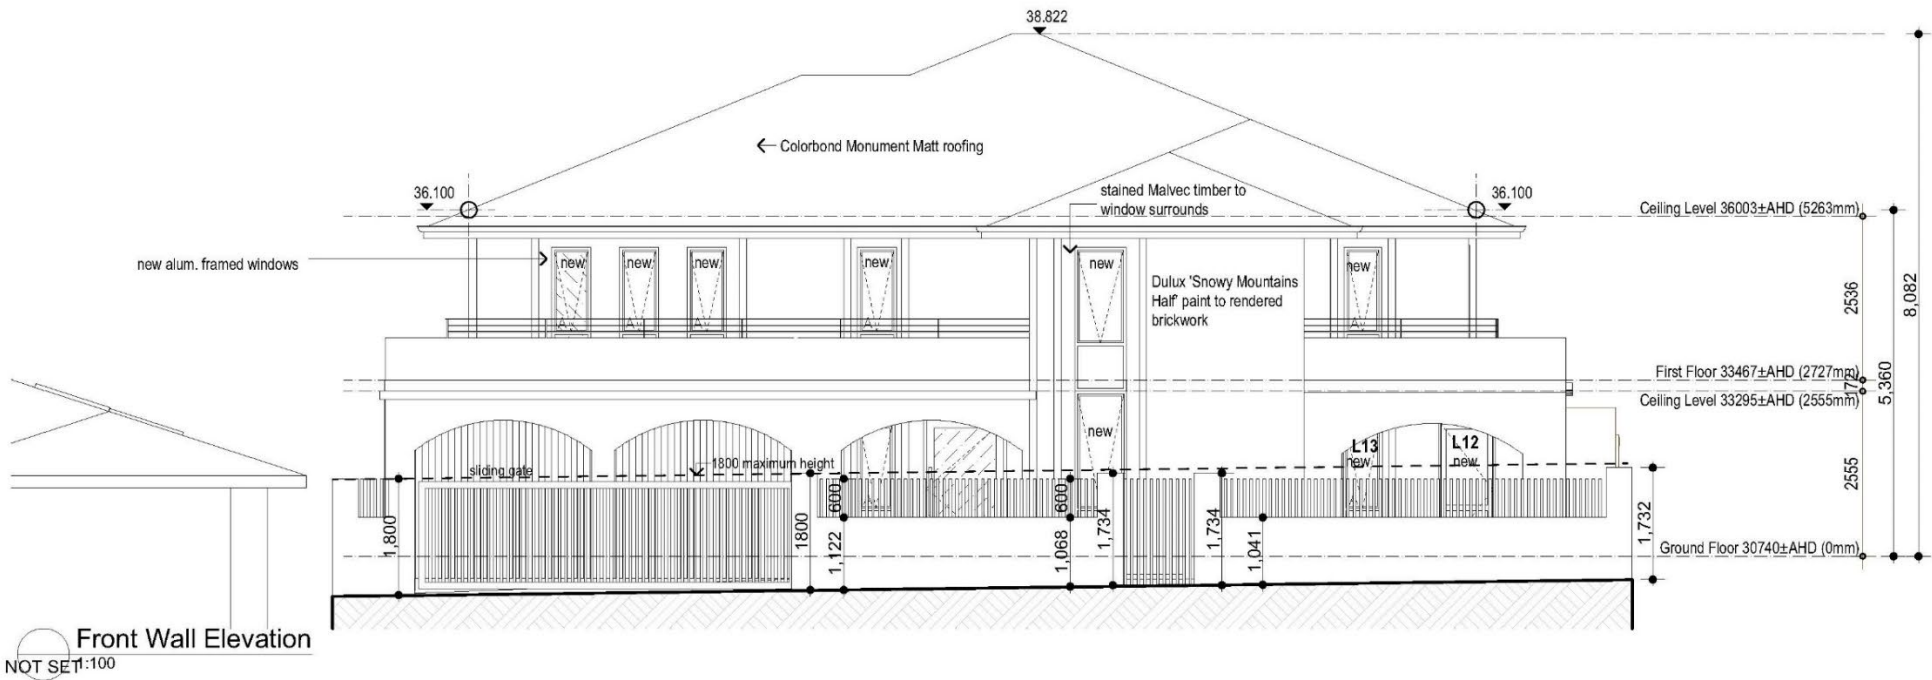 38.822
Colorbond Monument Matt roofing
36.100
stained Malvec timber to
window surrounds
36.100
Ceiling Level 36003±AHD (5263mm)
new alum. framed windows
new
new
new
new
new
new
Dulux 'Snowy Mountains
Half' paint to rendered
brickwork
A
A
A
A
A
2536
8,082
First Floor 33467±AHD (2727mm)
172
5,360
Ceiling Level 33295±AHD (2555mm)
new
L13
new
L12
new
sliding gate
1800 maximum height
2555
1,800
1800
600
1,122
600
1,068
1,734
1,734
1,041
1,732
Ground Floor 30740±AHD (0mm)
Front Wall Elevation
NOT SET
1:100